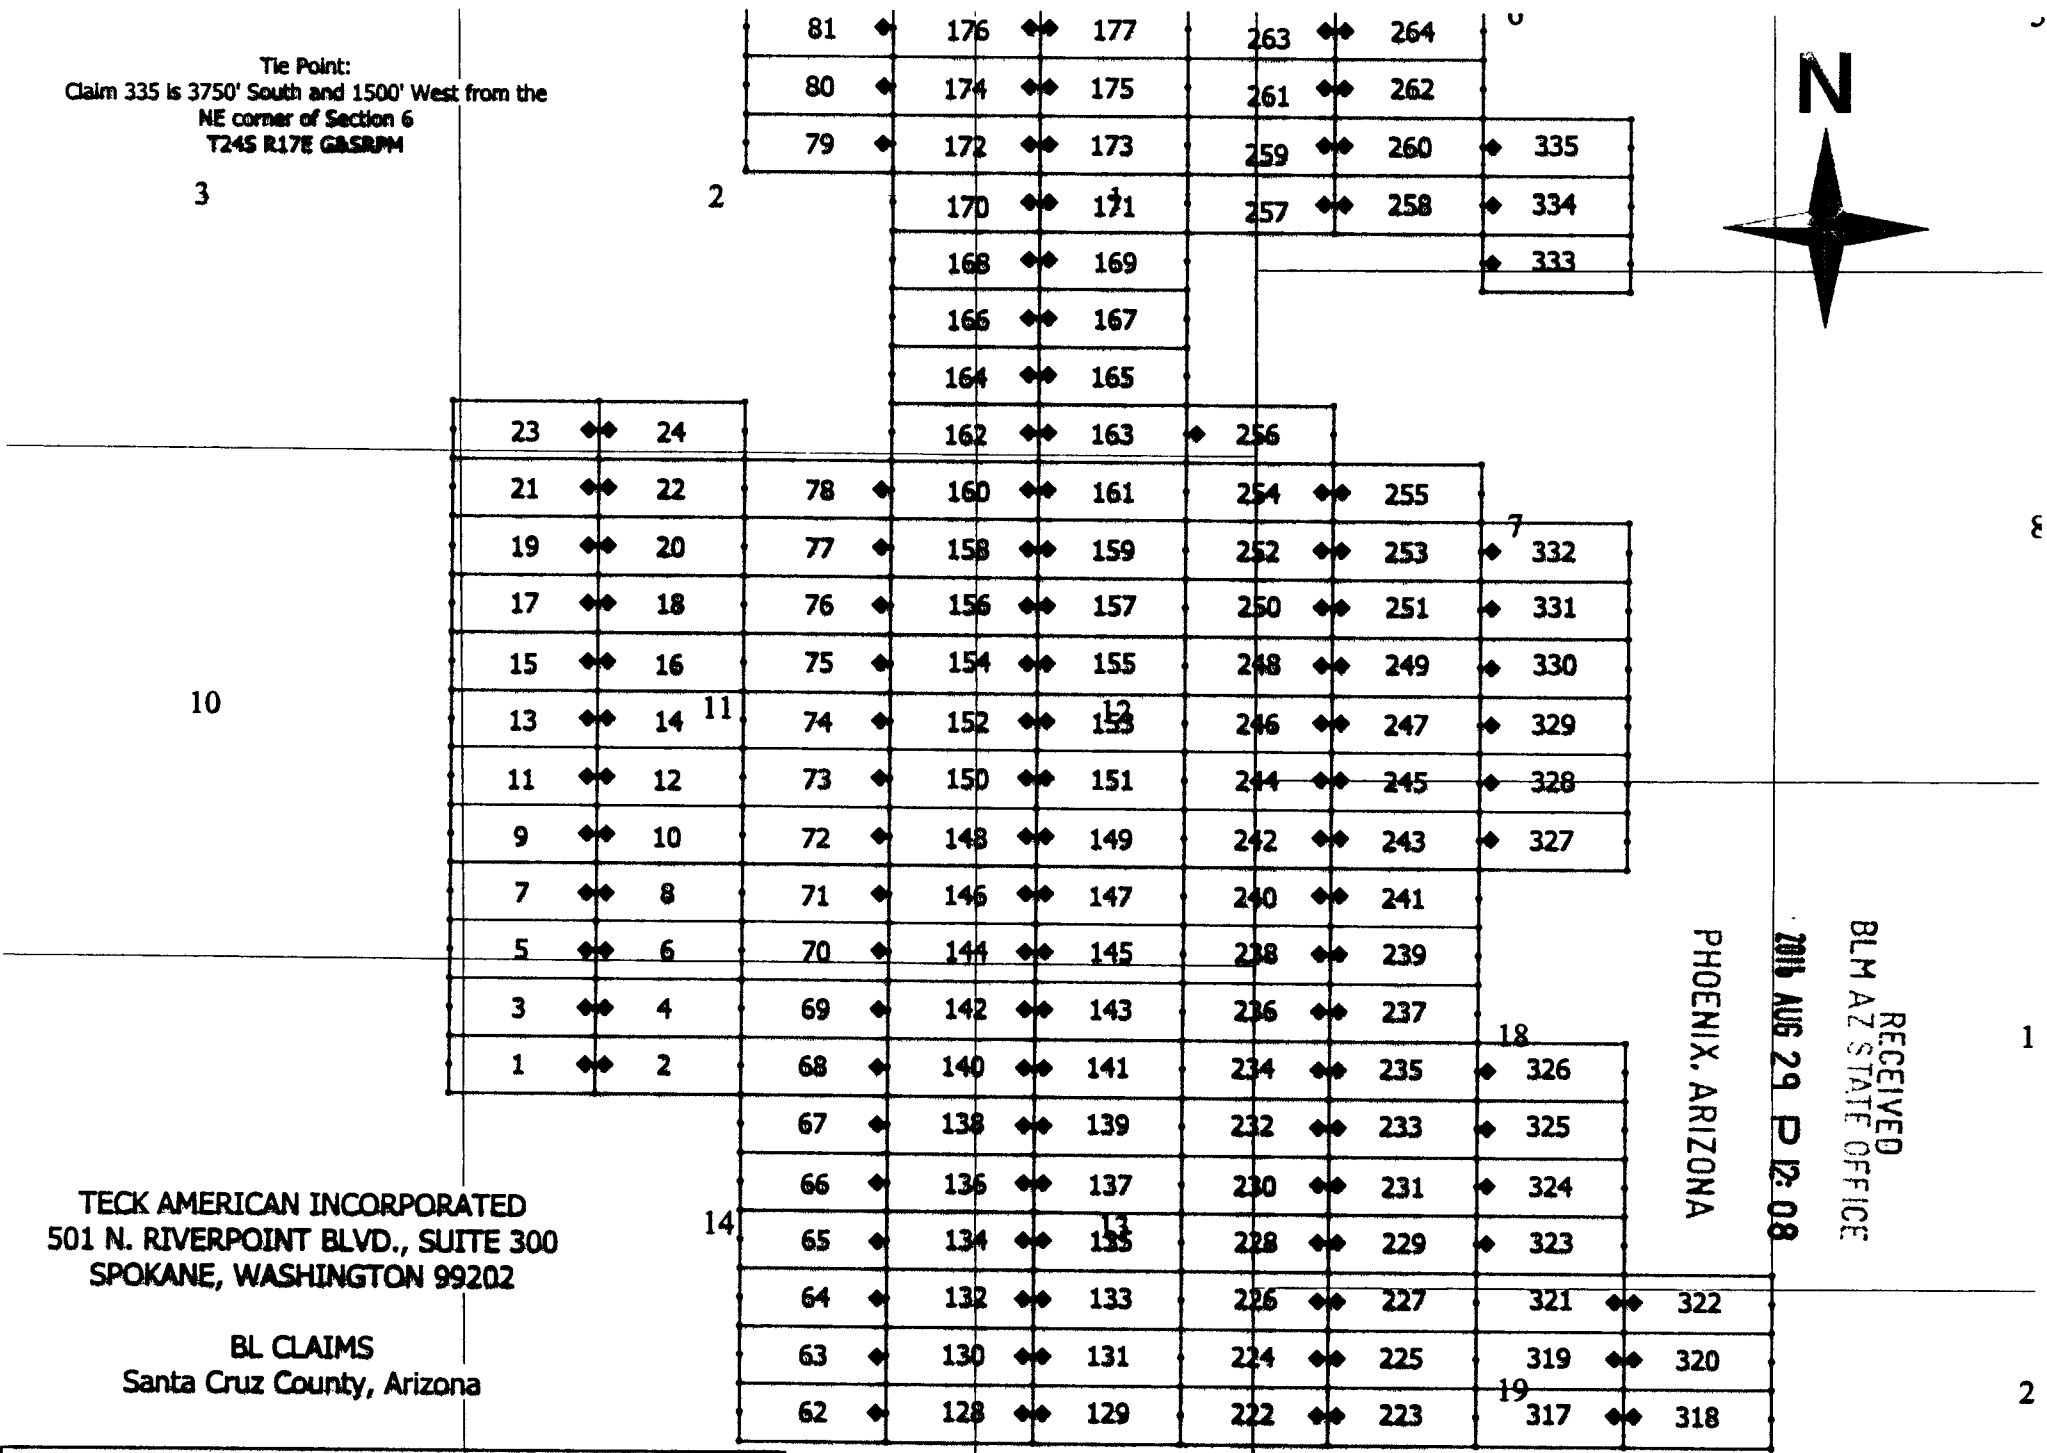 Tie Point:
Claim 335 is 3750' South and 1500' West from the
NE corner of Section 6
T24S R17E G&SRPM
N
81 176 177 263 264
80 174 175 261 262
79 172 173 259 260 335
3 2 1
170 171 257 258 334
168 169 333
166 167
164 165
23 24 162 163 256
21 22 78 160 161 254 255
7
19 20 77 158 159 252 253 332
17 18 76 156 157 250 251 331
15 16 75 154 155 248 249 330
10 11 12
13 14 74 152 153 246 247 329
11 12 73 150 151 244 245 328
9 10 72 148 149 242 243 327
7 8 71 146 147 240 241
5 6 70 144 145 238 239
3 4 69 142 143 236 237
18 1
1 2 68 140 141 234 235 326
67 138 139 232 233 325
66 136 137 230 231 324
14 13
65 134 135 228 229 323
64 132 133 226 227 321 322
63 130 131 224 225 319 320
19 2
62 128 129 222 223 317 318
TECK AMERICAN INCORPORATED
501 N. RIVERPOINT BLVD., SUITE 300
SPOKANE, WASHINGTON 99202
BL CLAIMS
Santa Cruz County, Arizona
RECEIVED
BLM AZ STATE OFFICE
AUG 29 P 12:08
PHOENIX, ARIZONA